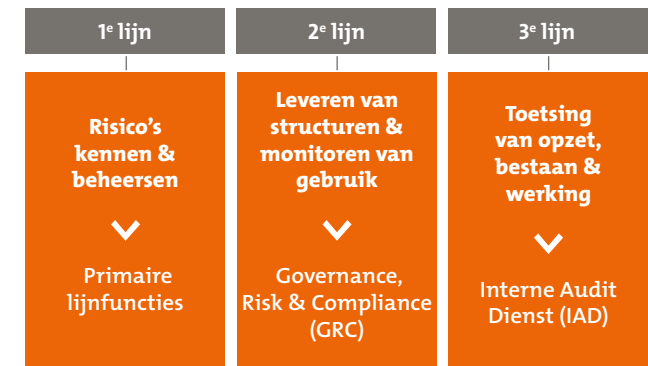 1e lijn
Risico’s
kennen &
beheersen
Primaire
lijnfuncties
2e lijn
Leveren van
structuren &
monitoren van
gebruik
Governance,
Risk & Compliance
(GRC)
3e lijn
Toetsing
van opzet,
bestaan &
werking
Interne Audit
Dienst (IAD)